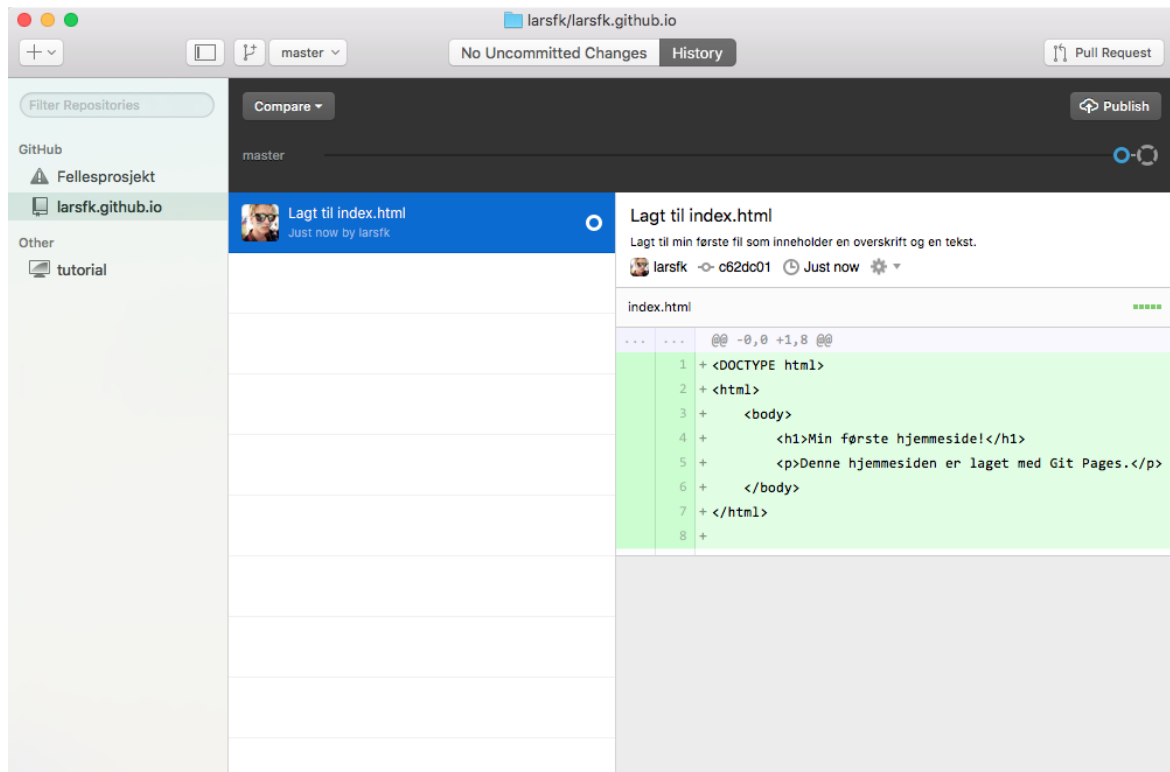 larsfk/larsfk.github.io
master No Uncommitted Changes History Pull Request
Filter Repositories
GitHub
Fellesprosjekt
larsfk.github.io
Other
tutorial
Compare Publish
master
Lagt til index.html
Just now by larsfk
Lagt til index.html
Lagt til min første fil som inneholder en overskrift og en tekst.
larsfk c62dc01 Just now
index.html
... ... @@ -0,0 +1,8 @@
1 + <DOCTYPE html>
2 + <html>
3 +     <body>
4 +         <h1>Min første hjemmeside!</h1>
5 +         <p>Denne hjemmesiden er laget med Git Pages.</p>
6 +     </body>
7 + </html>
8 +